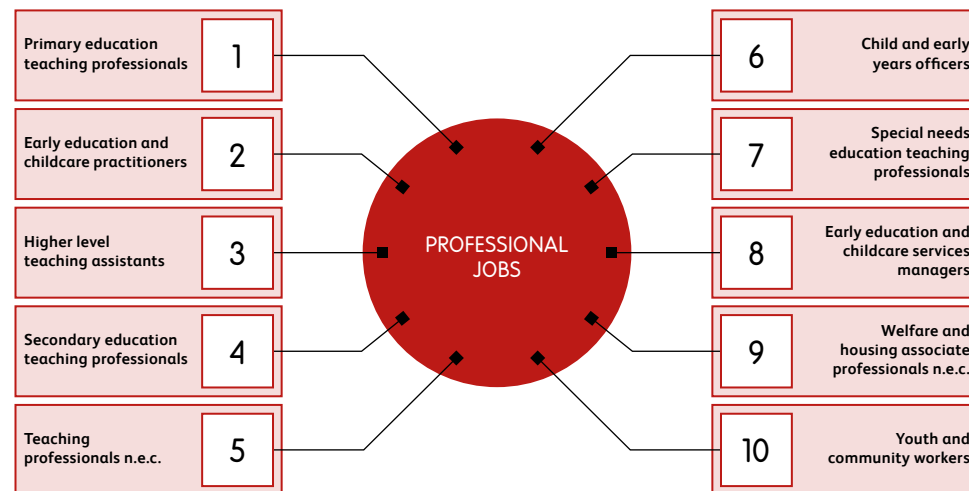 Primary education
teaching professionals
1
Early education and
childcare practitioners
2
Higher level
teaching assistants
3
Secondary education
teaching professionals
4
Teaching
professionals n.e.c.
5
PROFESSIONAL
JOBS
6
Child and early
years officers
7
Special needs
education teaching
professionals
8
Early education and
childcare services
managers
9
Welfare and
housing associate
professionals n.e.c.
10
Youth and
community workers